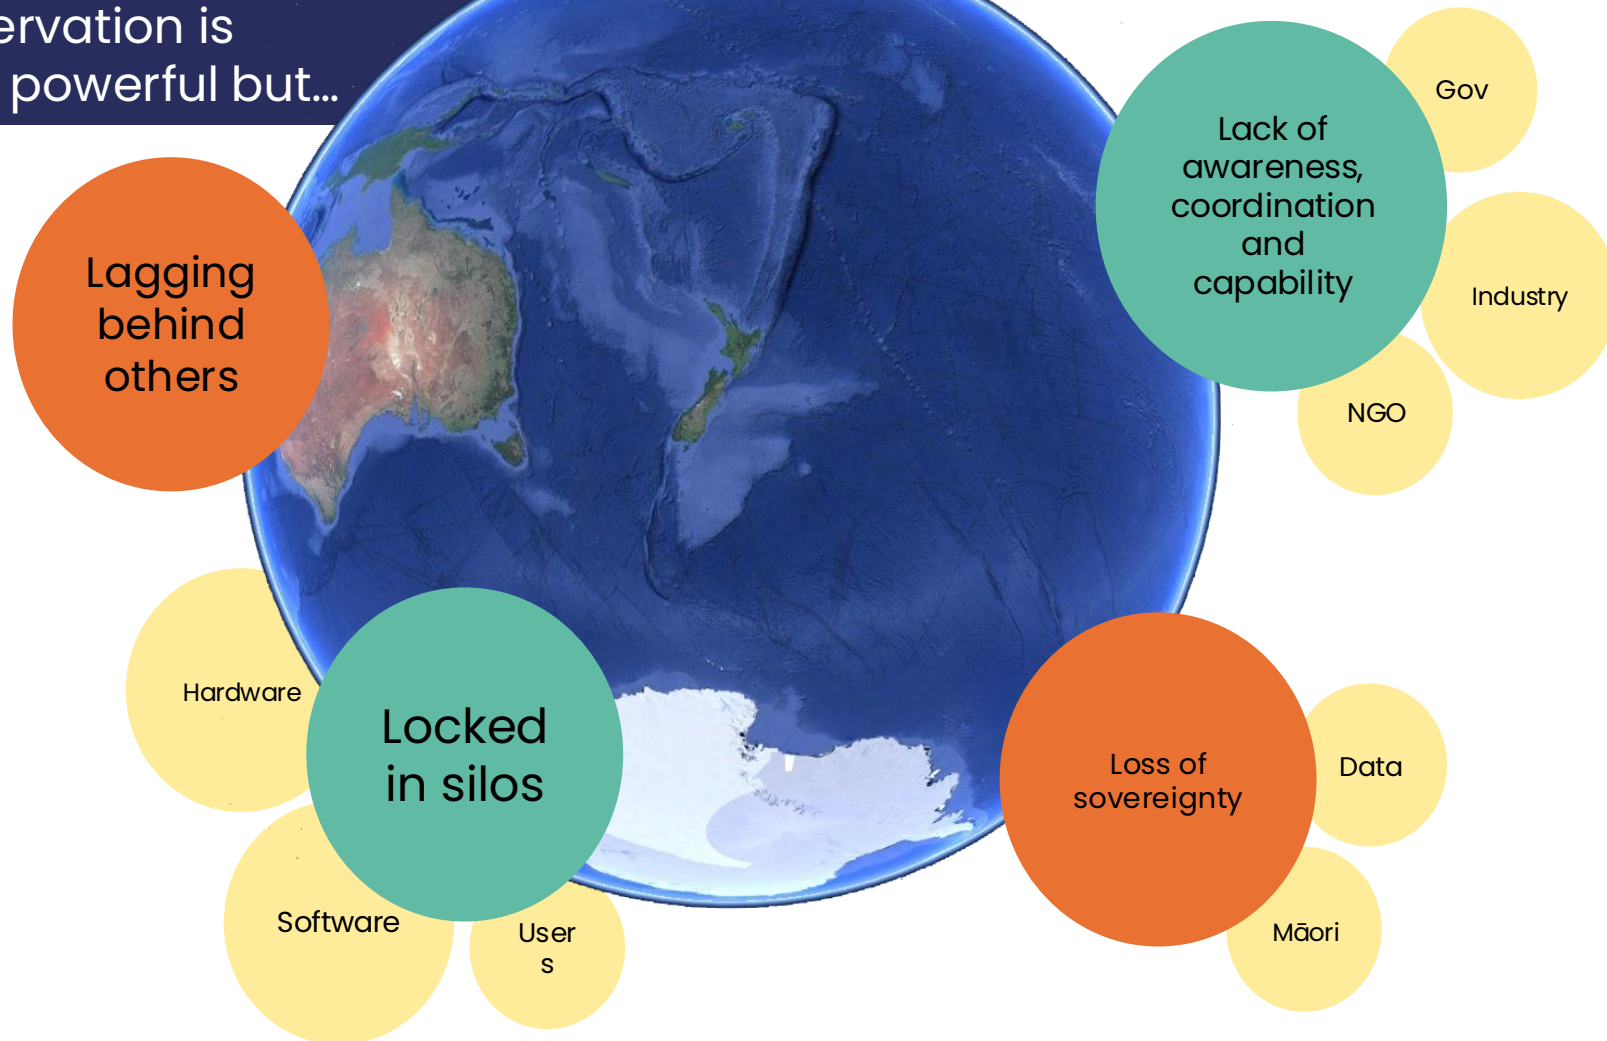 ervation is
powerful but...
Lagging
behind
others
Lack of
awareness,
coordination
and
capability
Gov
Industry
NGO
Hardware
Locked
in silos
Software
User
s
Loss of
sovereignty
Data
Māori